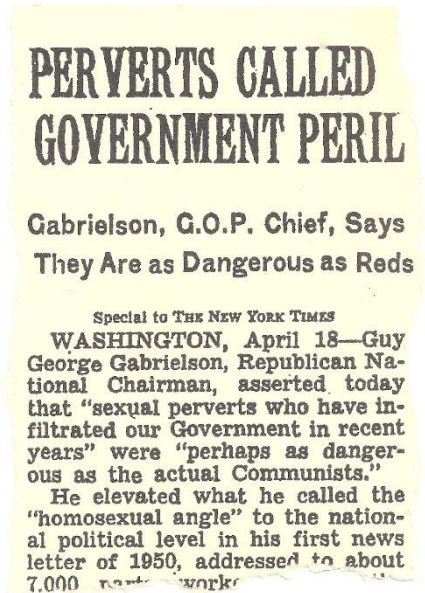 PERVERTS CALLED
GOVERNMENT PERIL
Gabrielson, G.O.P. Chief, Says
They Are as Dangerous as Reds
Special to THE NEW YORK TIMES
WASHINGTON, April 18—Guy
George Gabrielson, Republican Na-
tional Chairman, asserted today
that "sexual perverts who have in-
filtrated our Government in recent
years" were "perhaps as danger-
ous as the actual Communists."
He elevated what he called the
"homosexual angle" to the nation-
al political level in his first news
letter of 1950, addressed to about
7,000